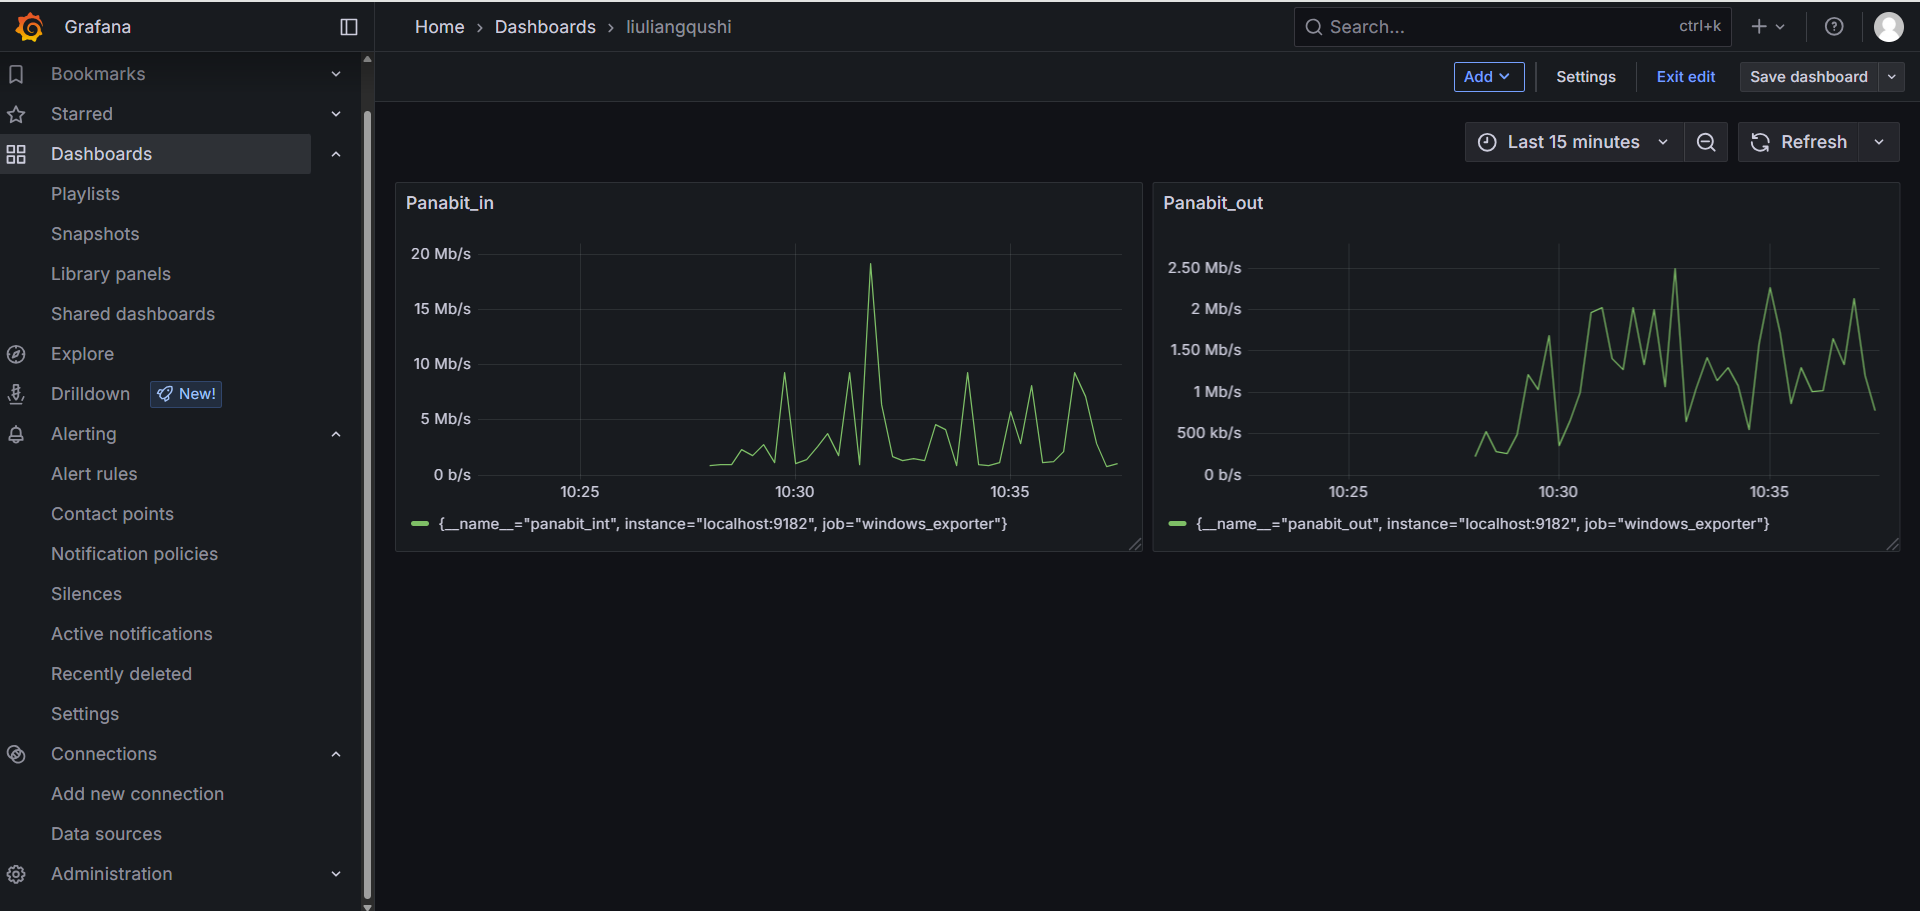 Grafana
Home › Dashboards › liuliangqushi
Search...
ctrl+k
Bookmarks
Starred
Dashboards
Playlists
Snapshots
Library panels
Shared dashboards
Explore
Drilldown New!
Alerting
Alert rules
Contact points
Notification policies
Silences
Active notifications
Recently deleted
Settings
Connections
Add new connection
Data sources
Administration
Add
Settings
Exit edit
Save dashboard
Last 15 minutes
Refresh
Panabit_in
20 Mb/s
15 Mb/s
10 Mb/s
5 Mb/s
0 b/s
10:25 10:30 10:35
{__name__="panabit_int", instance="localhost:9182", job="windows_exporter"}
Panabit_out
2.50 Mb/s
2 Mb/s
1.50 Mb/s
1 Mb/s
500 kb/s
0 b/s
10:25 10:30 10:35
{__name__="panabit_out", instance="localhost:9182", job="windows_exporter"}